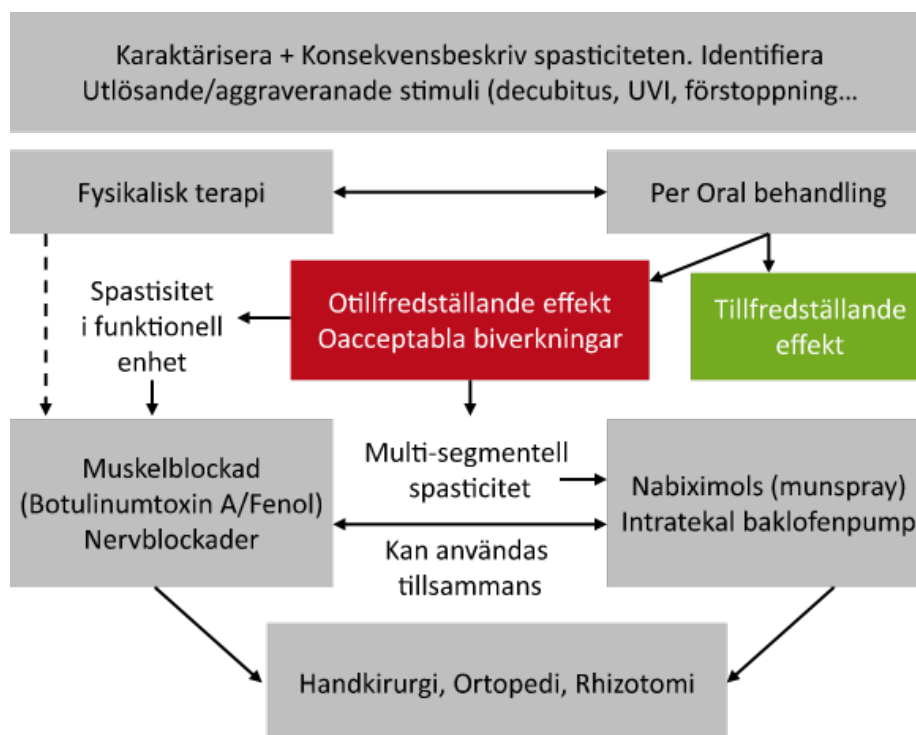 Karaktärisera + Konsekvensbeskriv spasticiteten. Identifiera
Utlösande/aggraveranade stimuli (decubitus, UVI, förstoppning…
Fysikalisk terapi
Per Oral behandling
Spastisitet
i funktionell
enhet
Otillfredställande effekt
Oacceptabla biverkningar
Tillfredställande
effekt
Muskelblockad
(Botulinumtoxin A/Fenol)
Nervblockader
Multi-segmentell
spasticitet
Kan användas
tillsammans
Nabiximols (munspray)
Intratekal baklofenpump
Handkirurgi, Ortopedi, Rhizotomi